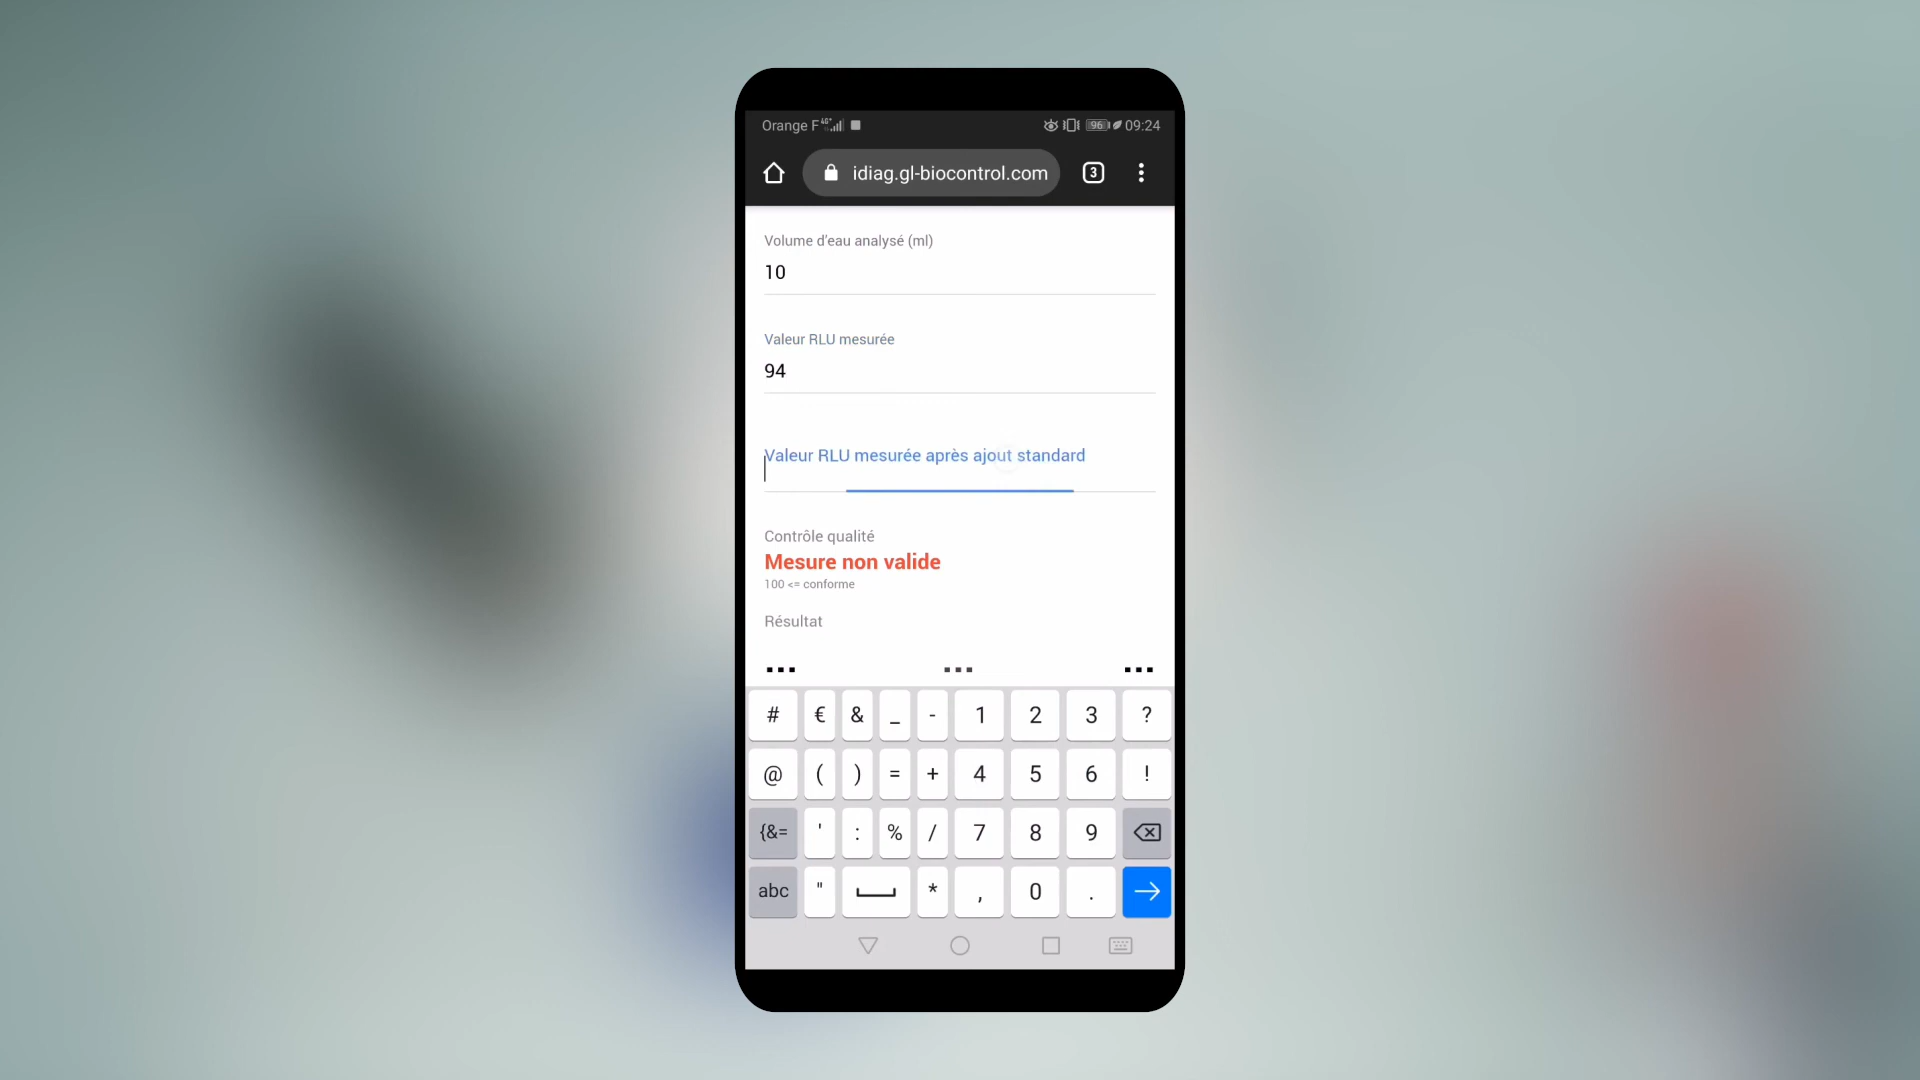 Orange F 4G+ 96 09:24
idiag.gl-biocontrol.com 3
Volume d'eau analysé (ml)
10
Valeur RLU mesurée
94
Valeur RLU mesurée après ajout standard
Contrôle qualité
Mesure non valide
100 <= conforme
Résultat
# € & _ - 1 2 3 ?
@ ( ) = + 4 5 6 !
{&= ' : % / 7 8 9
abc " * , 0 .